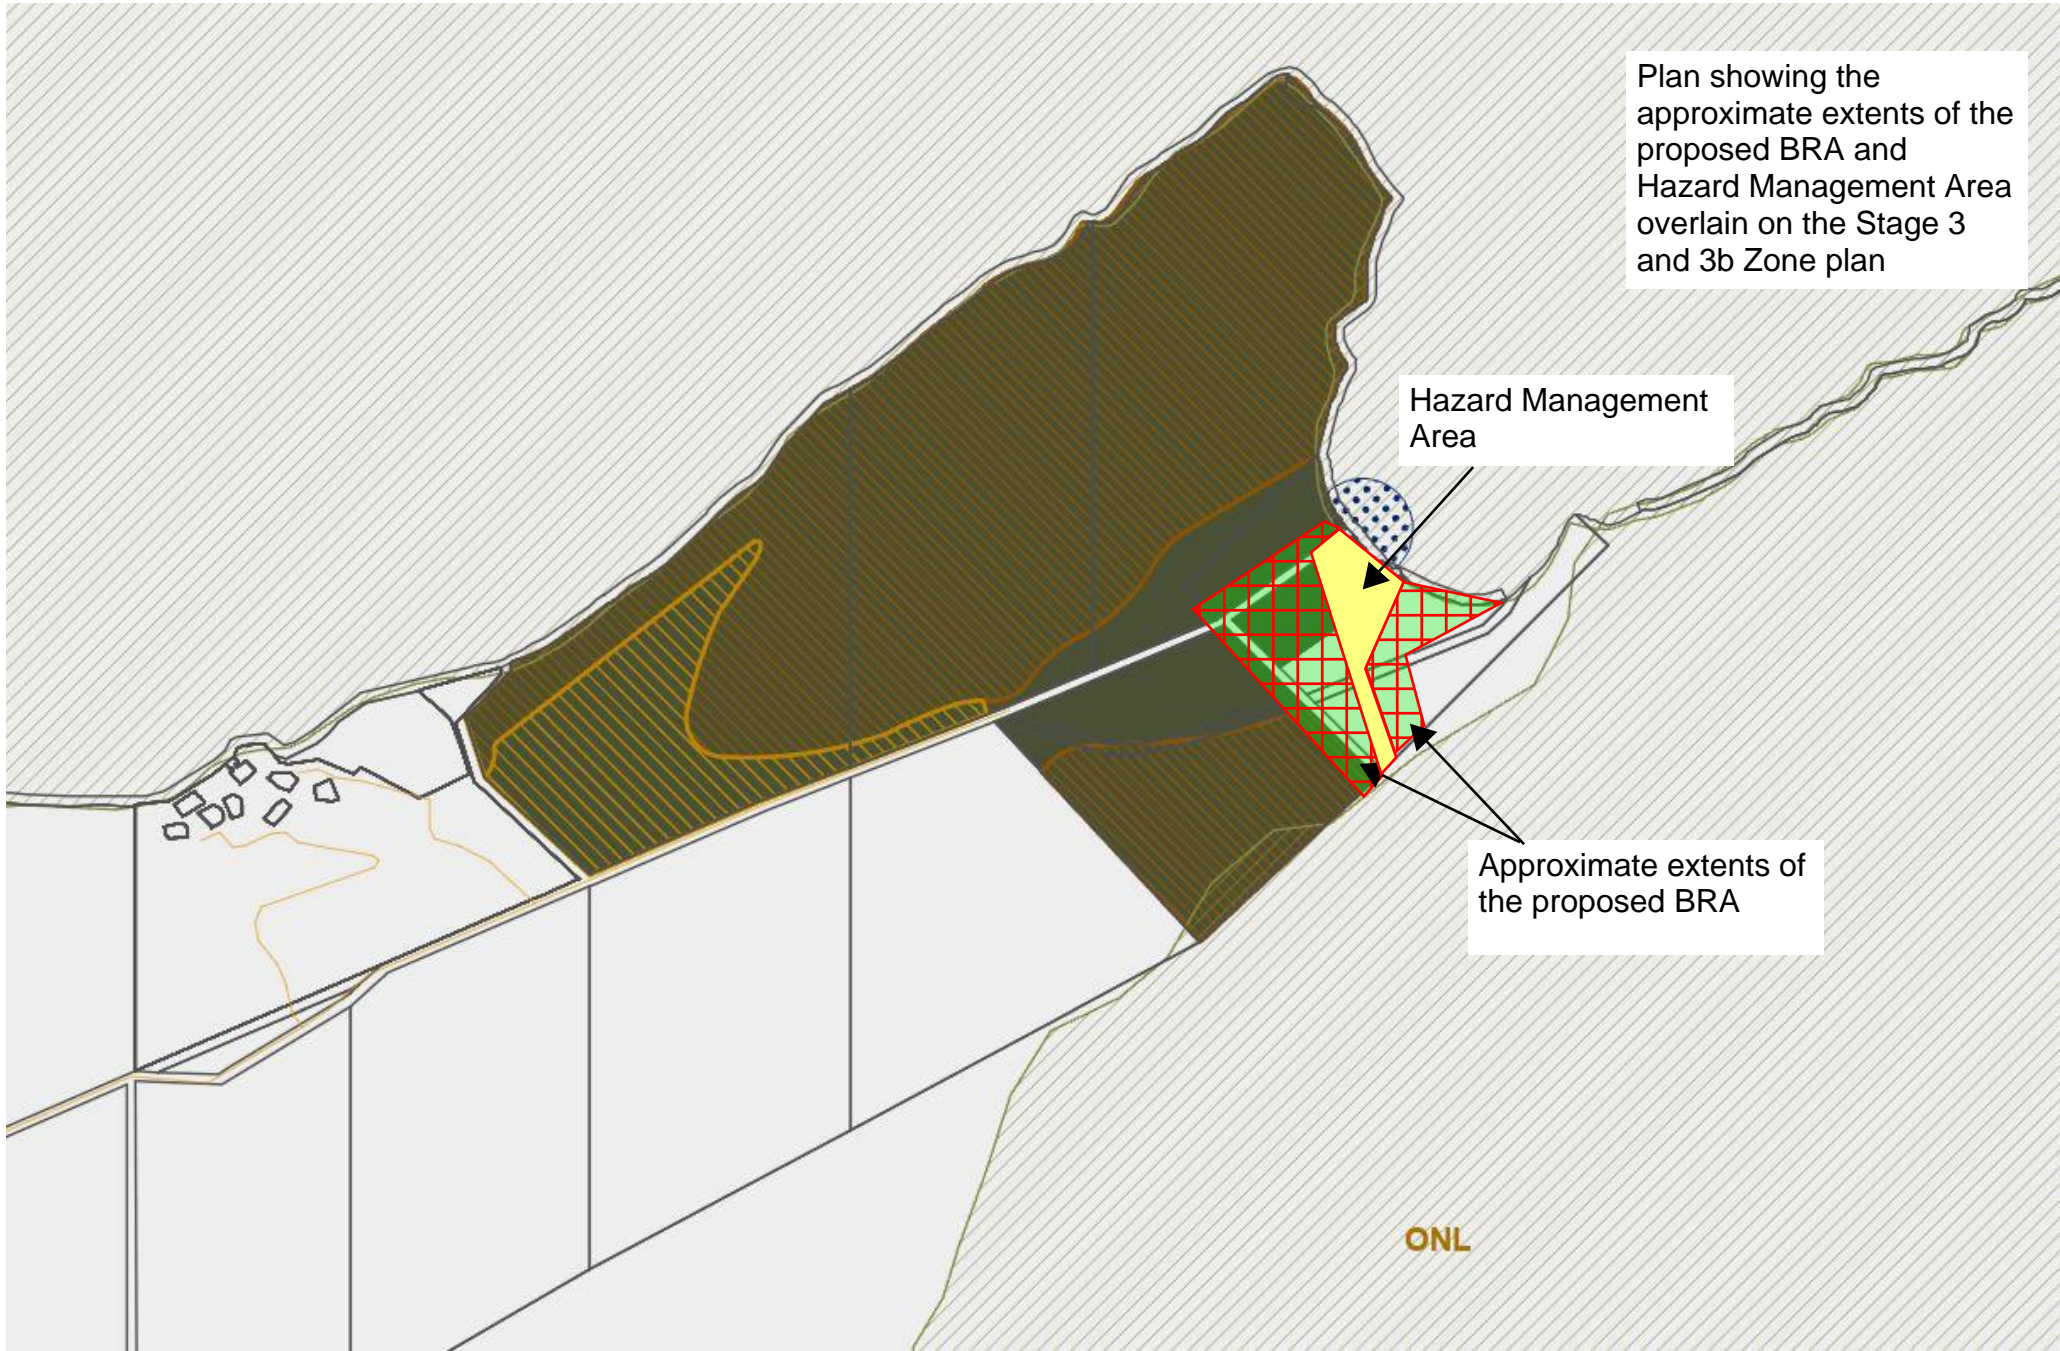 Plan showing the
approximate extents of the
proposed BRA and
Hazard Management Area
overlain on the Stage 3
and 3b Zone plan
Hazard Management
Area
Approximate extents of
the proposed BRA
ONL